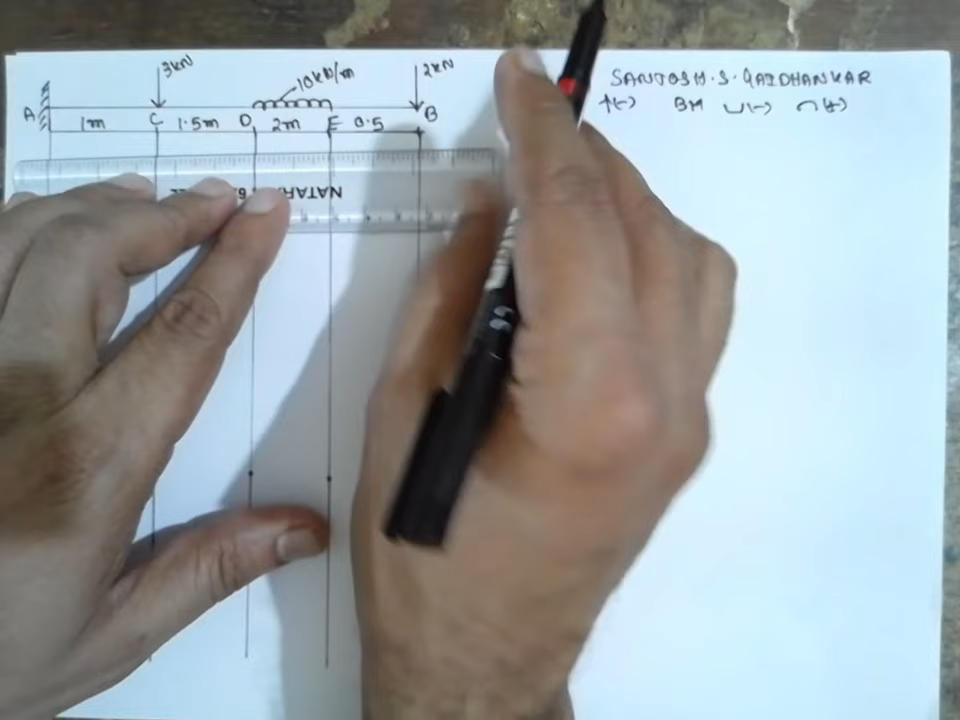 SANTOSH.S.GAIDHANKAR
3kN
10kN/m
2kN
A 1m C 1.5m D 2m E 0.5 B
↑(-) BM ∪(-) ∩(+)
NATARAJ